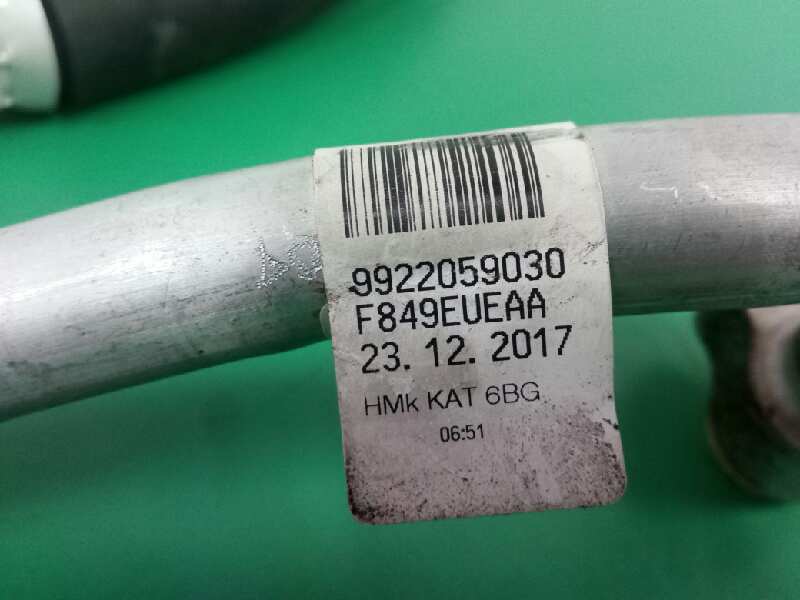 9922059030
F849EUEAA
23. 12. 2017
HMk KAT 6BG
06:51